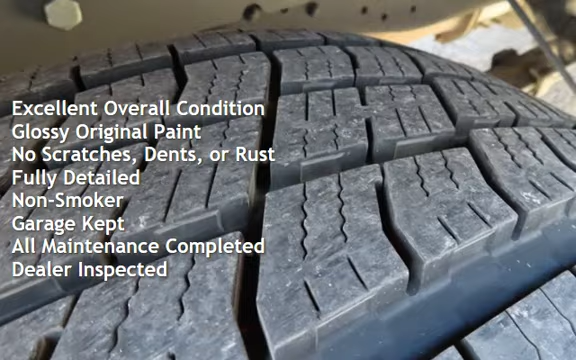 Excellent Overall Condition
Glossy Original Paint
No Scratches, Dents, or Rust
Fully Detailed
Non-Smoker
Garage Kept
All Maintenance Completed
Dealer Inspected